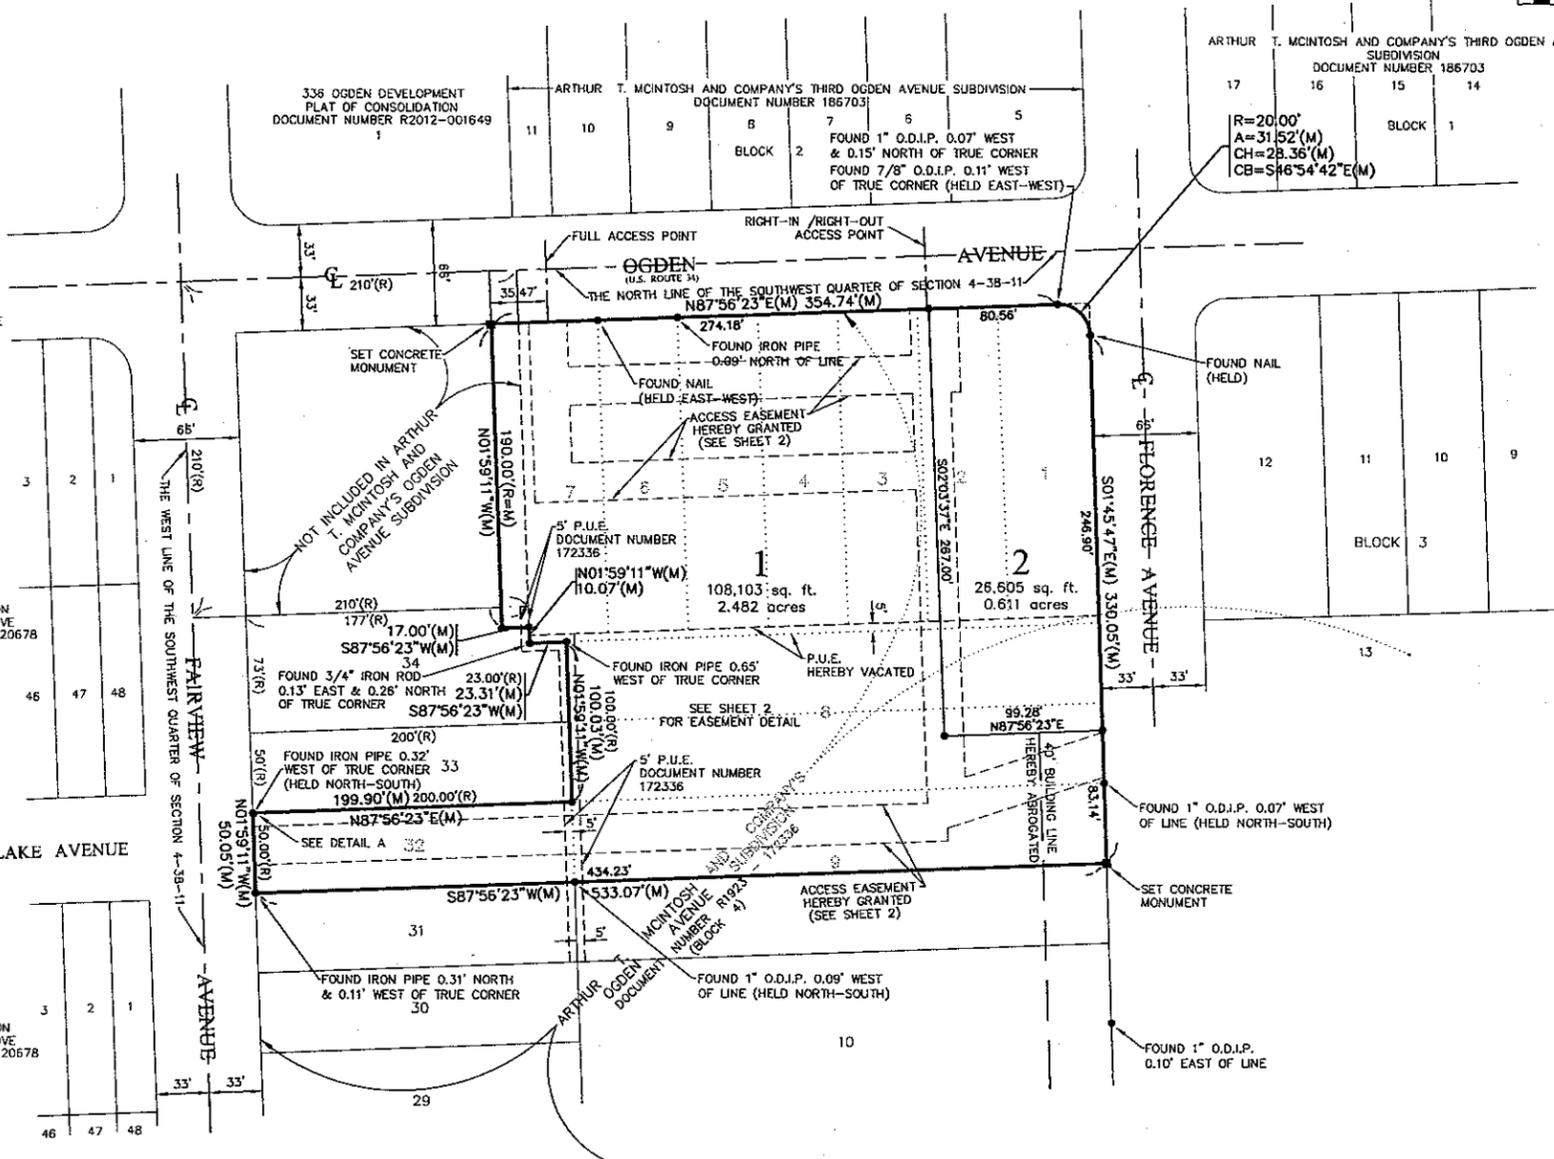 ARTHUR T. MCINTOSH AND COMPANY'S THIRD OGDEN
SUBDIVISION
DOCUMENT NUMBER 186703
17 16 15 14
BLOCK 1
336 OGDEN DEVELOPMENT
PLAT OF CONSOLIDATION
DOCUMENT NUMBER R2012-001649
1
ARTHUR T. MCINTOSH AND COMPANY'S THIRD OGDEN AVENUE SUBDIVISION
DOCUMENT NUMBER 186703
11 10 9 8 7 6 5
BLOCK 2
FOUND 1" O.D.I.P. 0.07' WEST
& 0.15' NORTH OF TRUE CORNER
FOUND 7/8" O.D.I.P. 0.11' WEST
OF TRUE CORNER (HELD EAST-WEST)
R=20.00'
A=31.52'(M)
CH=28.36'(M)
CB=S46°54'42"E(M)
RIGHT-IN /RIGHT-OUT
ACCESS POINT
FULL ACCESS POINT
OGDEN AVENUE
(U.S. ROUTE 34)
33'
33'
66'
210'(R)
35.47'
THE NORTH LINE OF THE SOUTHWEST QUARTER OF SECTION 4-38-11
N87°56'23"E(M) 354.74'(M)
274.18'
80.56'
SET CONCRETE
MONUMENT
FOUND IRON PIPE
0.09' NORTH OF LINE
FOUND NAIL
(HELD)
FOUND NAIL
(HELD EAST-WEST)
ACCESS EASEMENT
HEREBY GRANTED
(SEE SHEET 2)
NOT INCLUDED IN ARTHUR
T. MCINTOSH AND
COMPANY'S OGDEN
AVENUE SUBDIVISION
66'
66'
210'(R)
THE WEST LINE OF THE SOUTHWEST QUARTER OF SECTION 4-38-11
N01°59'11"W(M)
190.00'(R=M)
7 6 5 4 3 2 1
S02°03'37"E 267.00'
S01°45'47"E(M) 330.05'(M)
246.90'
FLORENCE AVENUE
12 11 10 9
BLOCK 3
3 2 1
5' P.U.E.
DOCUMENT NUMBER
172336
N01°59'11"W(M)
10.07'(M)
1
108,103 sq. ft.
2.482 acres
2
26,605 sq. ft.
0.611 acres
5'
20678
210'(R)
177'(R)
17.00'(M)
S87°56'23"W(M)
34
FOUND 3/4" IRON ROD
0.13' EAST & 0.26' NORTH
OF TRUE CORNER
23.00'(R)
23.31'(M)
S87°56'23"W(M)
FOUND IRON PIPE 0.65'
WEST OF TRUE CORNER
P.U.E.
HEREBY VACATED
13
33' 33'
46 47 48
FAIRVIEW AVENUE
73'(R)
100.00'(R)
100.03'(M)
N01°59'11"W(M)
SEE SHEET 2
FOR EASEMENT DETAIL
8
99.28'
N87°56'23"E
200'(R)
50'(R)
FOUND IRON PIPE 0.32'
WEST OF TRUE CORNER
(HELD NORTH-SOUTH)
33
199.90'(M) 200.00'(R)
N87°56'23"E(M)
5' P.U.E.
DOCUMENT NUMBER
172336
40' BUILDING LINE
HEREBY ABROGATED
83.14'
FOUND 1" O.D.I.P. 0.07' WEST
OF LINE (HELD NORTH-SOUTH)
LAKE AVENUE
N01°59'11"W(M)
50.05'(M)
50.00'(R)
SEE DETAIL A
32
5'
9
434.23'
S87°56'23"W(M) 533.07'(M)
ACCESS EASEMENT
HEREBY GRANTED
(SEE SHEET 2)
SET CONCRETE
MONUMENT
ARTHUR T. MCINTOSH AND COMPANY'S
OGDEN AVENUE SUBDIVISION
DOCUMENT NUMBER R1923 - 172336
(BLOCK 4)
31
5'
FOUND IRON PIPE 0.31' NORTH
& 0.11' WEST OF TRUE CORNER
30
FOUND 1" O.D.I.P. 0.09' WEST
OF LINE (HELD NORTH-SOUTH)
3 2 1
20678
10
FOUND 1" O.D.I.P.
0.10' EAST OF LINE
33' 33'
29
46 47 48